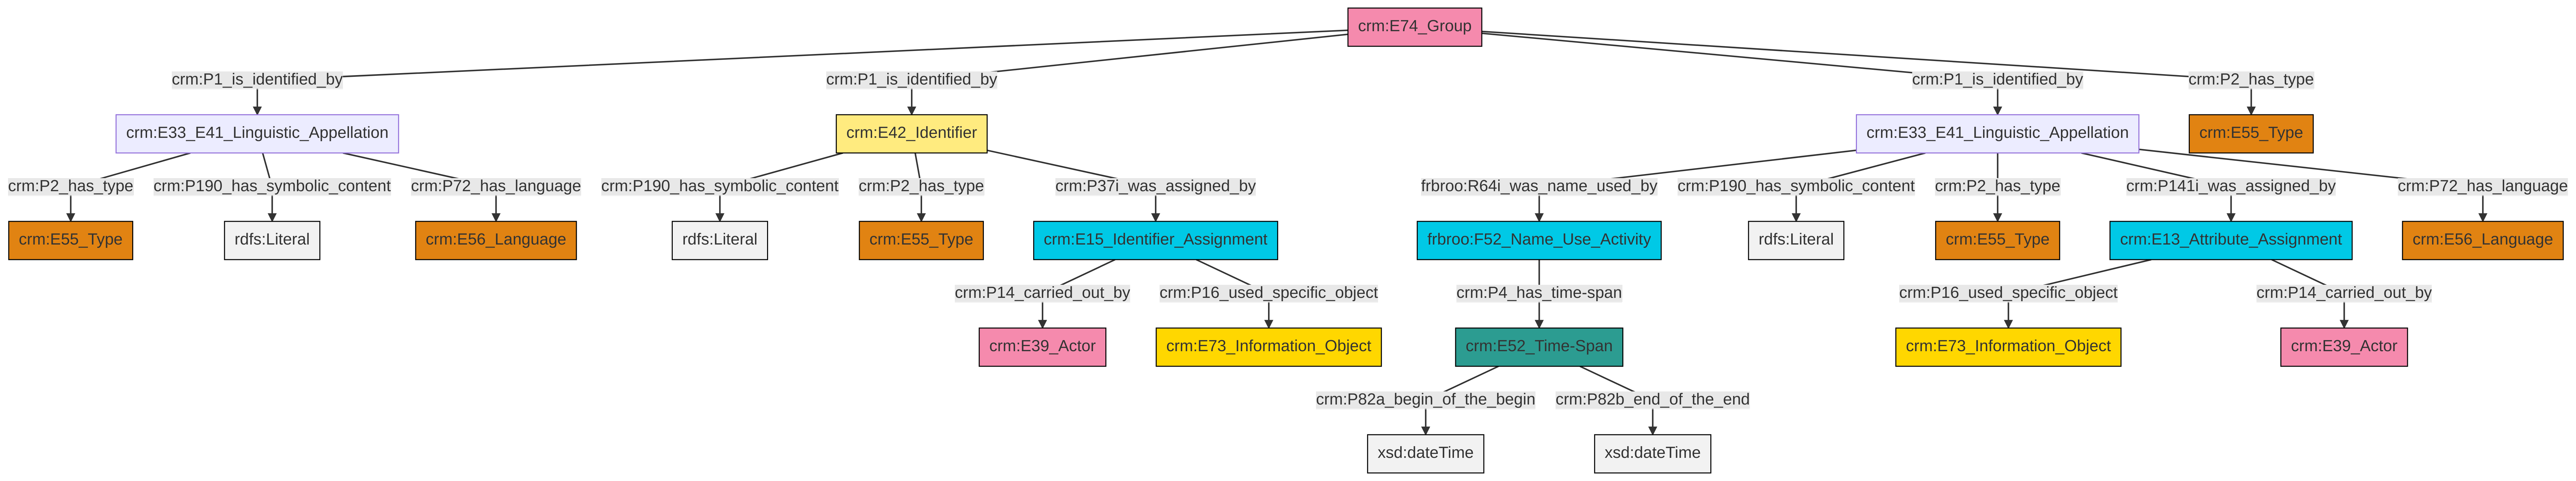 crm:E74_Group
crm:P1_is_identified_by
crm:P1_is_identified_by
crm:P1_is_identified_by
crm:P2_has_type
crm:E33_E41_Linguistic_Appellation
crm:E42_Identifier
crm:E33_E41_Linguistic_Appellation
crm:E55_Type
crm:P2_has_type
crm:P190_has_symbolic_content
crm:P72_has_language
crm:P190_has_symbolic_content
crm:P2_has_type
crm:P37i_was_assigned_by
frbroo:R64i_was_name_used_by
crm:P190_has_symbolic_content
crm:P2_has_type
crm:P141i_was_assigned_by
crm:P72_has_language
crm:E55_Type
rdfs:Literal
crm:E56_Language
rdfs:Literal
crm:E55_Type
crm:E15_Identifier_Assignment
frbroo:F52_Name_Use_Activity
rdfs:Literal
crm:E55_Type
crm:E13_Attribute_Assignment
crm:E56_Language
crm:P14_carried_out_by
crm:P16_used_specific_object
crm:P4_has_time-span
crm:P16_used_specific_object
crm:P14_carried_out_by
crm:E39_Actor
crm:E73_Information_Object
crm:E52_Time-Span
crm:E73_Information_Object
crm:E39_Actor
crm:P82a_begin_of_the_begin
crm:P82b_end_of_the_end
xsd:dateTime
xsd:dateTime